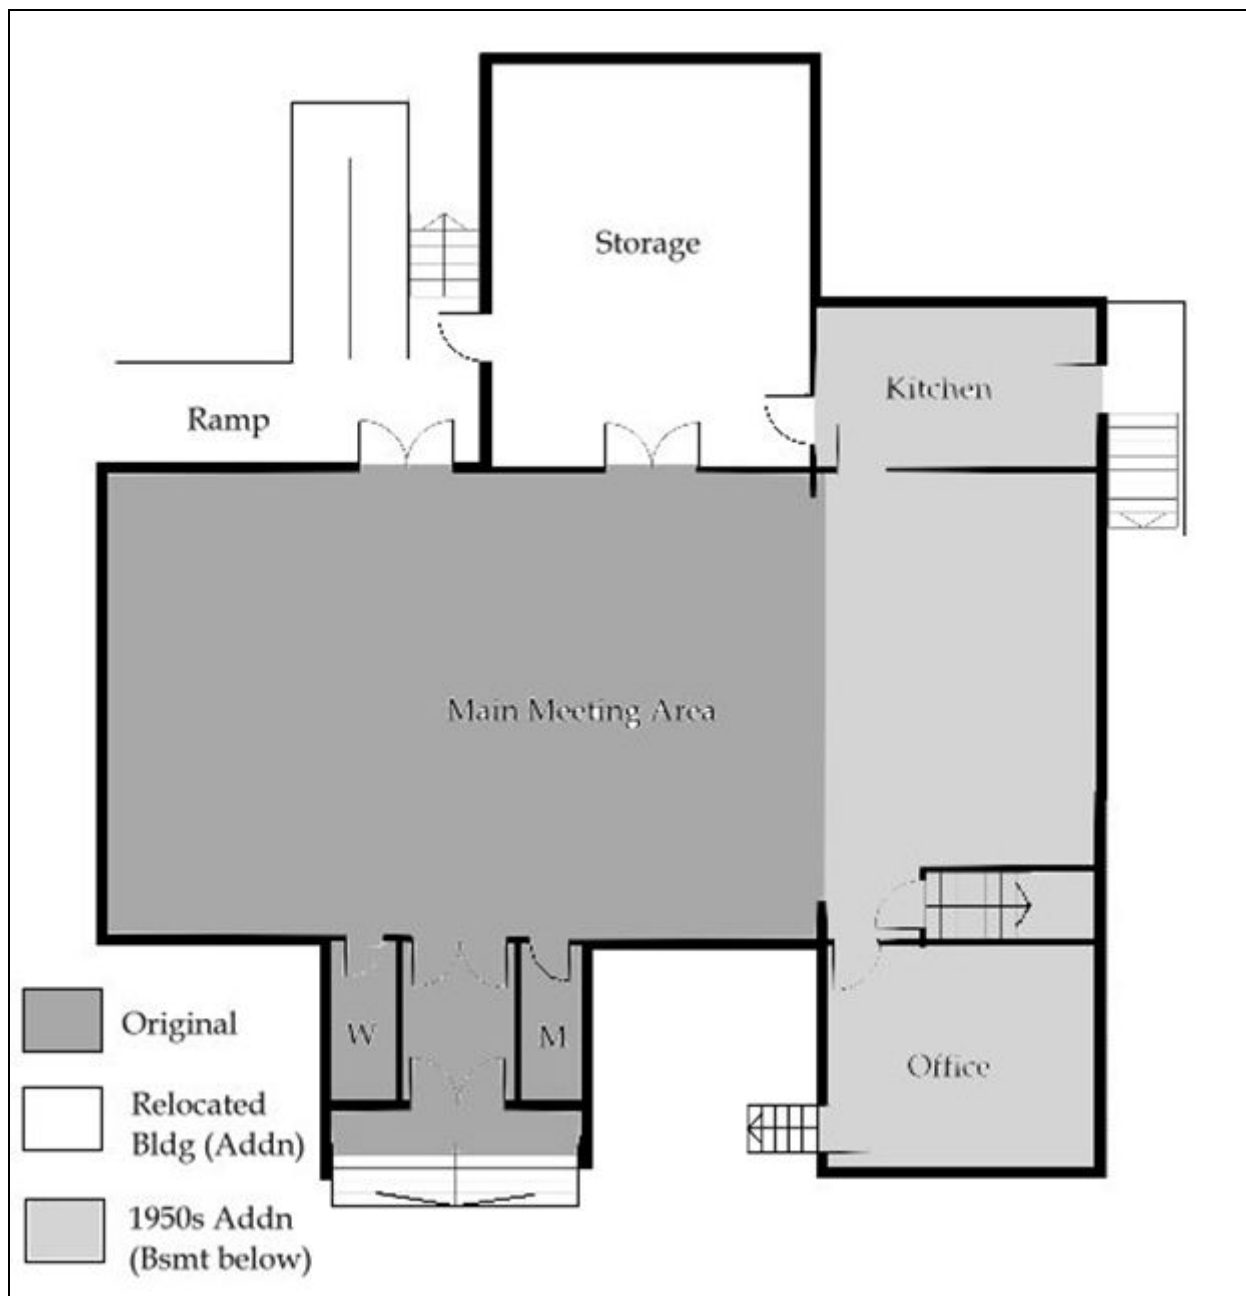 Storage
Kitchen
Ramp
Main Meeting Area
W
M
Office
Original
Relocated
Bldg (Addn)
1950s Addn
(Bsmt below)